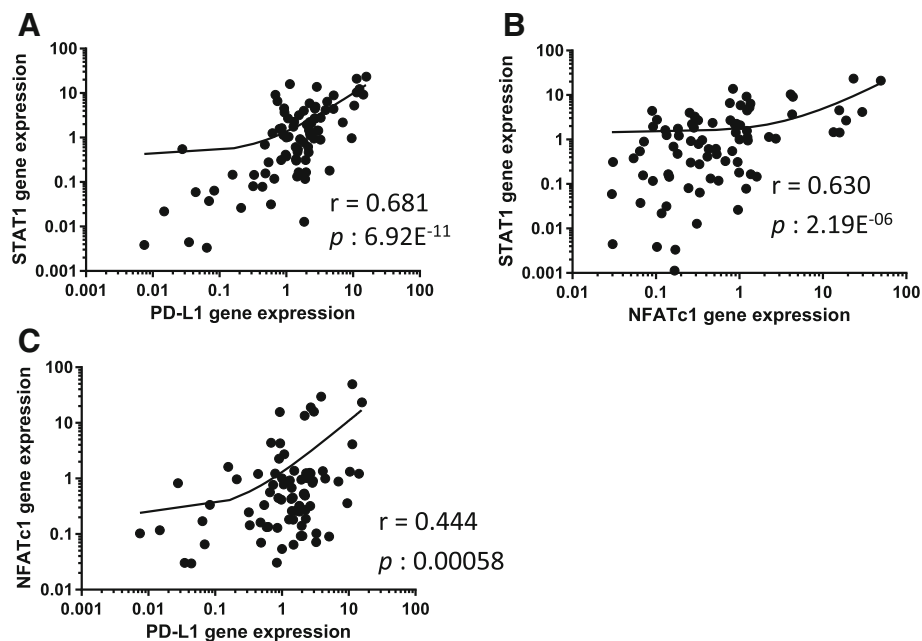 A
STAT1 gene expression
100
10
1
0.1
0.01
0.001
0.001 0.01 0.1 1 10 100
PD-L1 gene expression
r = 0.681
p : 6.92E-11
B
STAT1 gene expression
100
10
1
0.1
0.01
0.001
0.01 0.1 1 10 100
NFATc1 gene expression
r = 0.630
p : 2.19E-06
C
NFATc1 gene expression
100
10
1
0.1
0.01
0.001 0.01 0.1 1 10 100
PD-L1 gene expression
r = 0.444
p : 0.00058